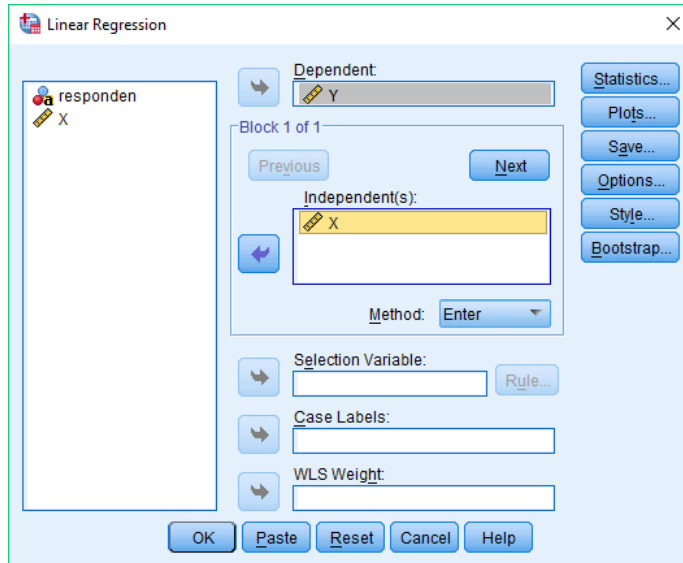 Linear Regression
responden
X
Dependent:
Y
Block 1 of 1
Previous
Next
Independent(s):
X
Method:
Enter
Selection Variable:
Rule...
Case Labels:
WLS Weight:
Statistics...
Plots...
Save...
Options...
Style...
Bootstrap...
OK
Paste
Reset
Cancel
Help